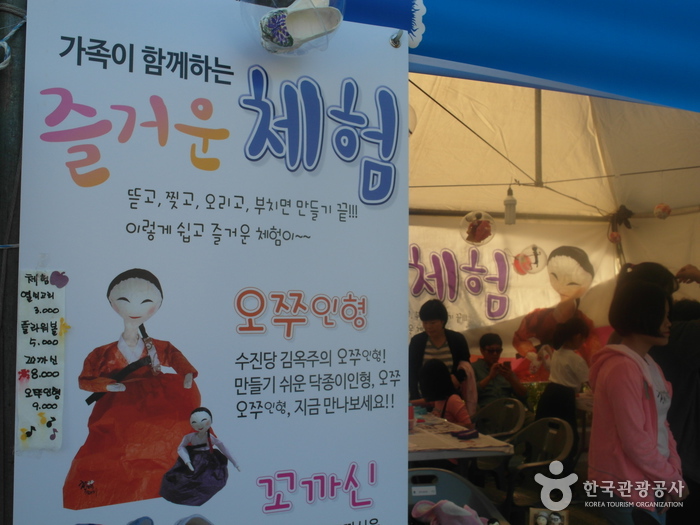 가족이 함께하는
즐거운 체험
뜯고, 찢고, 오리고, 부치면 만들기 끝!!!
이렇게 쉽고 즐거운 체험이~~
체험
열쇠고리
3.000
플라워볼
5.000
꼬까신
*8.000
오쭈인형
9.000
오쭈인형
수진당 김옥주의 오쭈인형!
만들기 쉬운 닥종이인형, 오쭈
오쭈인형, 지금 만나보세요!!
꼬까신
체험
한국관광공사
KOREA TOURISM ORGANIZATION